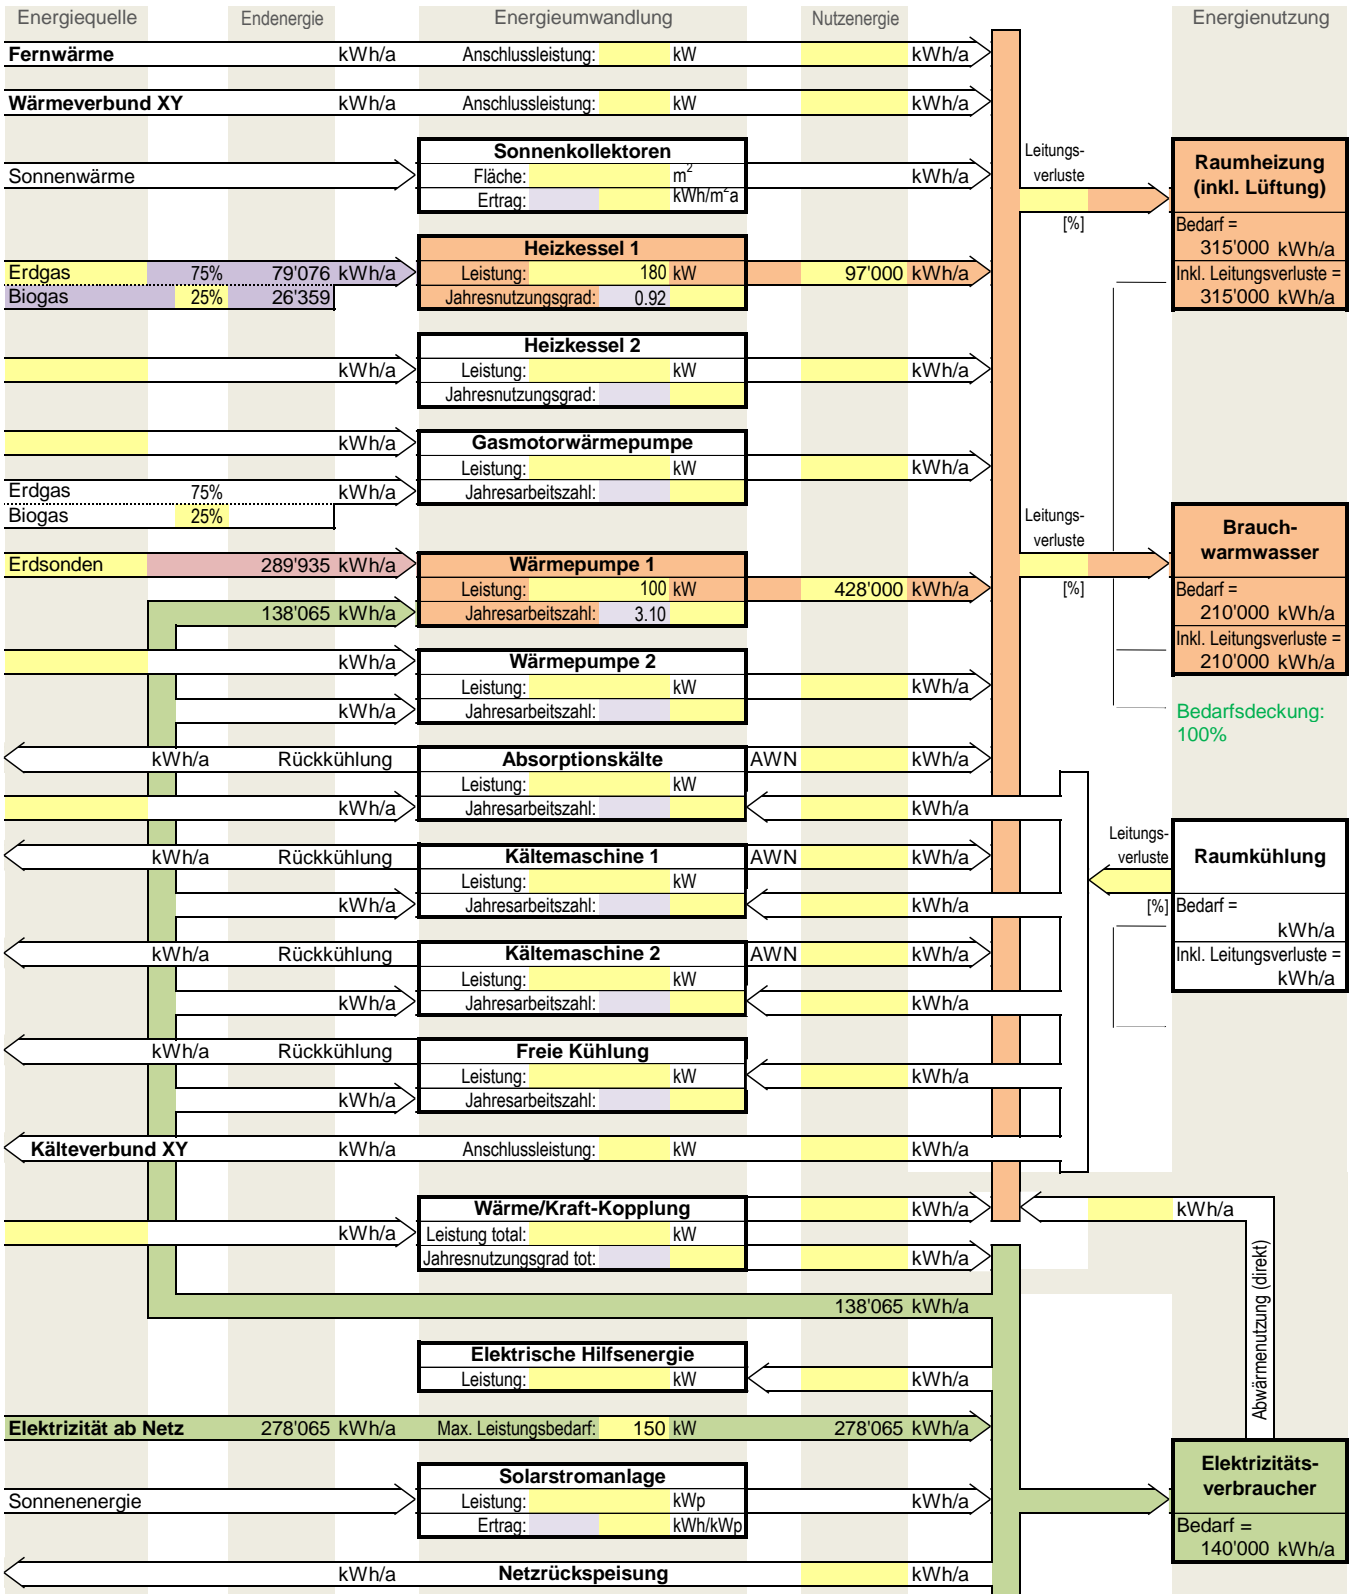 Energiequelle Endenergie Energieumwandlung Nutzenergie Energienutzung
Fernwärme kWh/a Anschlussleistung: kW kWh/a
Wärmeverbund XY kWh/a Anschlussleistung: kW kWh/a
Sonnenkollektoren
Sonnenwärme Fläche: m² kWh/a
Ertrag: kWh/m²a
Leitungs-
verluste
[%]
Raumheizung
(inkl. Lüftung)
Bedarf =
315'000 kWh/a
Inkl. Leitungsverluste =
315'000 kWh/a
Heizkessel 1
Erdgas 75% 79'076 kWh/a Leistung: 180 kW 97'000 kWh/a
Biogas 25% 26'359 Jahresnutzungsgrad: 0.92
Heizkessel 2
kWh/a Leistung: kW kWh/a
Jahresnutzungsgrad:
kWh/a Gasmotorwärmepumpe
Leistung: kW kWh/a
Erdgas 75% kWh/a Jahresarbeitszahl:
Biogas 25%
Leitungs-
verluste
[%]
Brauch-
warmwasser
Bedarf =
210'000 kWh/a
Inkl. Leitungsverluste =
210'000 kWh/a
Bedarfsdeckung:
100%
Erdsonden 289'935 kWh/a Wärmepumpe 1
Leistung: 100 kW 428'000 kWh/a
138'065 kWh/a Jahresarbeitszahl: 3.10
kWh/a Wärmepumpe 2
Leistung: kW kWh/a
kWh/a Jahresarbeitszahl:
kWh/a Rückkühlung Absorptionskälte AWN kWh/a
Leistung: kW
kWh/a Jahresarbeitszahl: kWh/a
kWh/a Rückkühlung Kältemaschine 1 AWN kWh/a
Leistung: kW
kWh/a Jahresarbeitszahl: kWh/a
Leitungs-
verluste
[%]
Raumkühlung
Bedarf =
kWh/a
Inkl. Leitungsverluste =
kWh/a
kWh/a Rückkühlung Kältemaschine 2 AWN kWh/a
Leistung: kW
kWh/a Jahresarbeitszahl: kWh/a
kWh/a Rückkühlung Freie Kühlung
Leistung: kW kWh/a
kWh/a Jahresarbeitszahl:
Kälteverbund XY kWh/a Anschlussleistung: kW kWh/a
Wärme/Kraft-Kopplung kWh/a kWh/a
kWh/a Leistung total: kW
Jahresnutzungsgrad tot: kWh/a
Abwärmenutzung (direkt)
138'065 kWh/a
Elektrische Hilfsenergie
Leistung: kW kWh/a
Elektrizität ab Netz 278'065 kWh/a Max. Leistungsbedarf: 150 kW 278'065 kWh/a
Solarstromanlage
Sonnenenergie Leistung: kWp kWh/a
Ertrag: kWh/kWp
Elektrizitäts-
verbraucher
Bedarf =
140'000 kWh/a
kWh/a Netzrückspeisung kWh/a